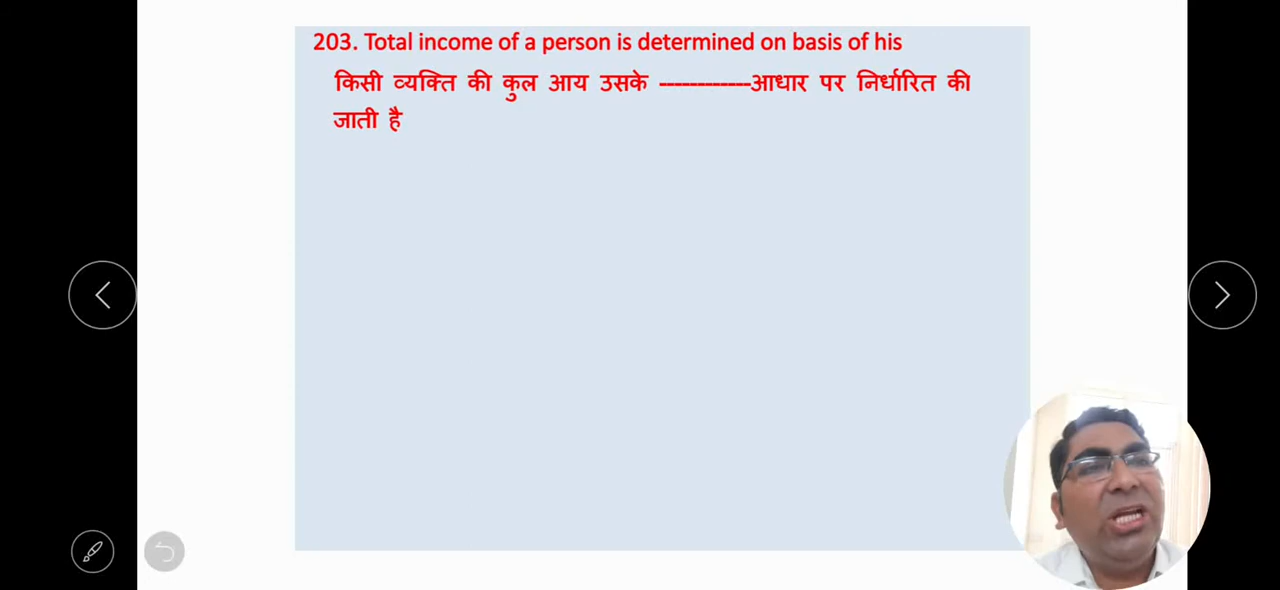 203. Total income of a person is determined on basis of his
किसी व्यक्ति की कुल आय उसके ------------आधार पर निर्धारित की
जाती है